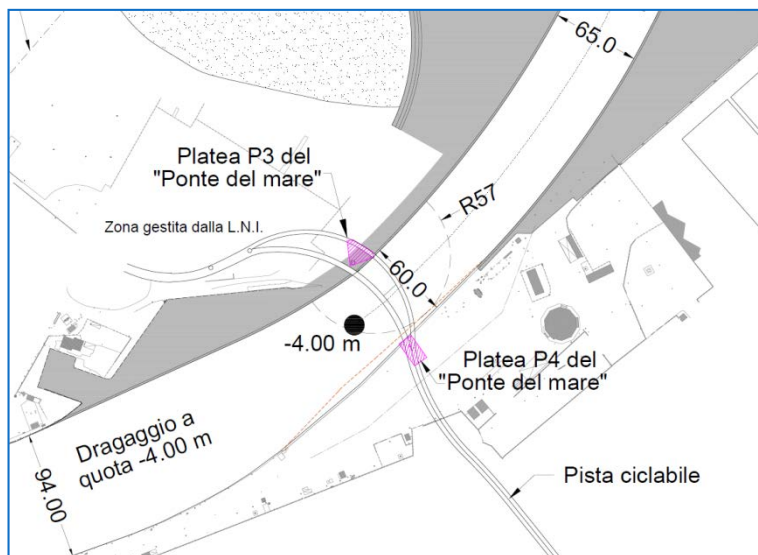 65.0
Platea P3 del
"Ponte del mare"
R57
Zona gestita dalla L.N.I.
60.0
-4.00 m
Platea P4 del
"Ponte del mare"
Dragaggio a
quota -4.00 m
94.00
Pista ciclabile